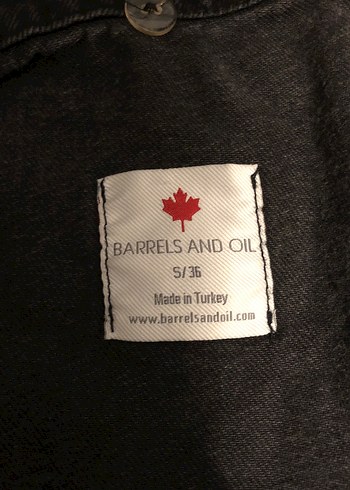 BARRELS AND OIL
S/36
Made in Turkey
www.barrelsandoil.com